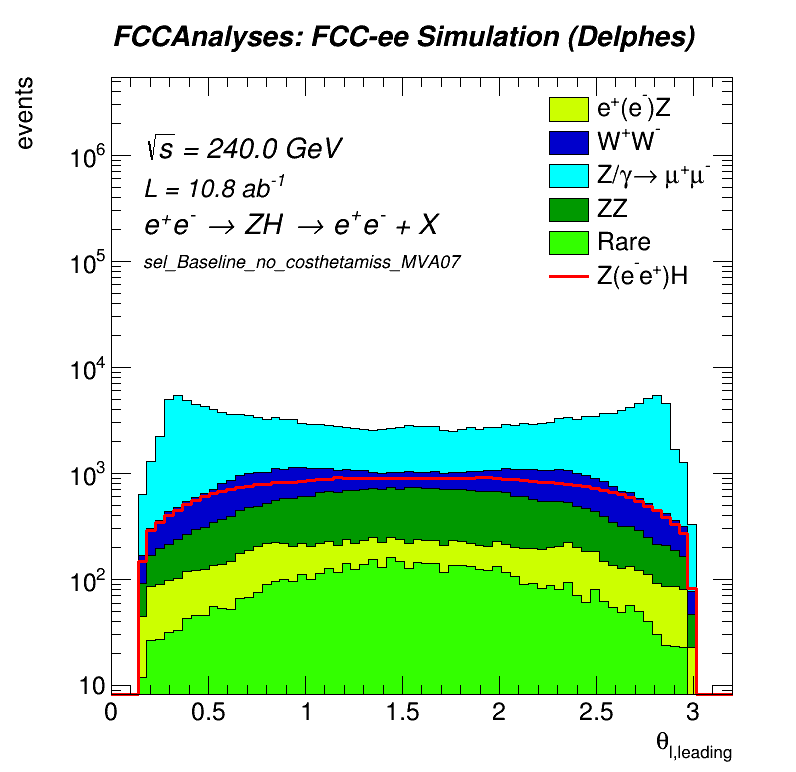 FCCAnalyses: FCC-ee Simulation (Delphes)
events
√s = 240.0 GeV
L = 10.8 ab⁻¹
e⁺e⁻ → ZH → e⁺e⁻ + X
sel_Baseline_no_costhetamiss_MVA07
e⁺(e⁻)Z
W⁺W⁻
Z/γ→ μ⁺μ⁻
ZZ
Rare
Z(e⁻e⁺)H
10⁶
10⁵
10⁴
10³
10²
10
0 0.5 1 1.5 2 2.5 3
θl,leading